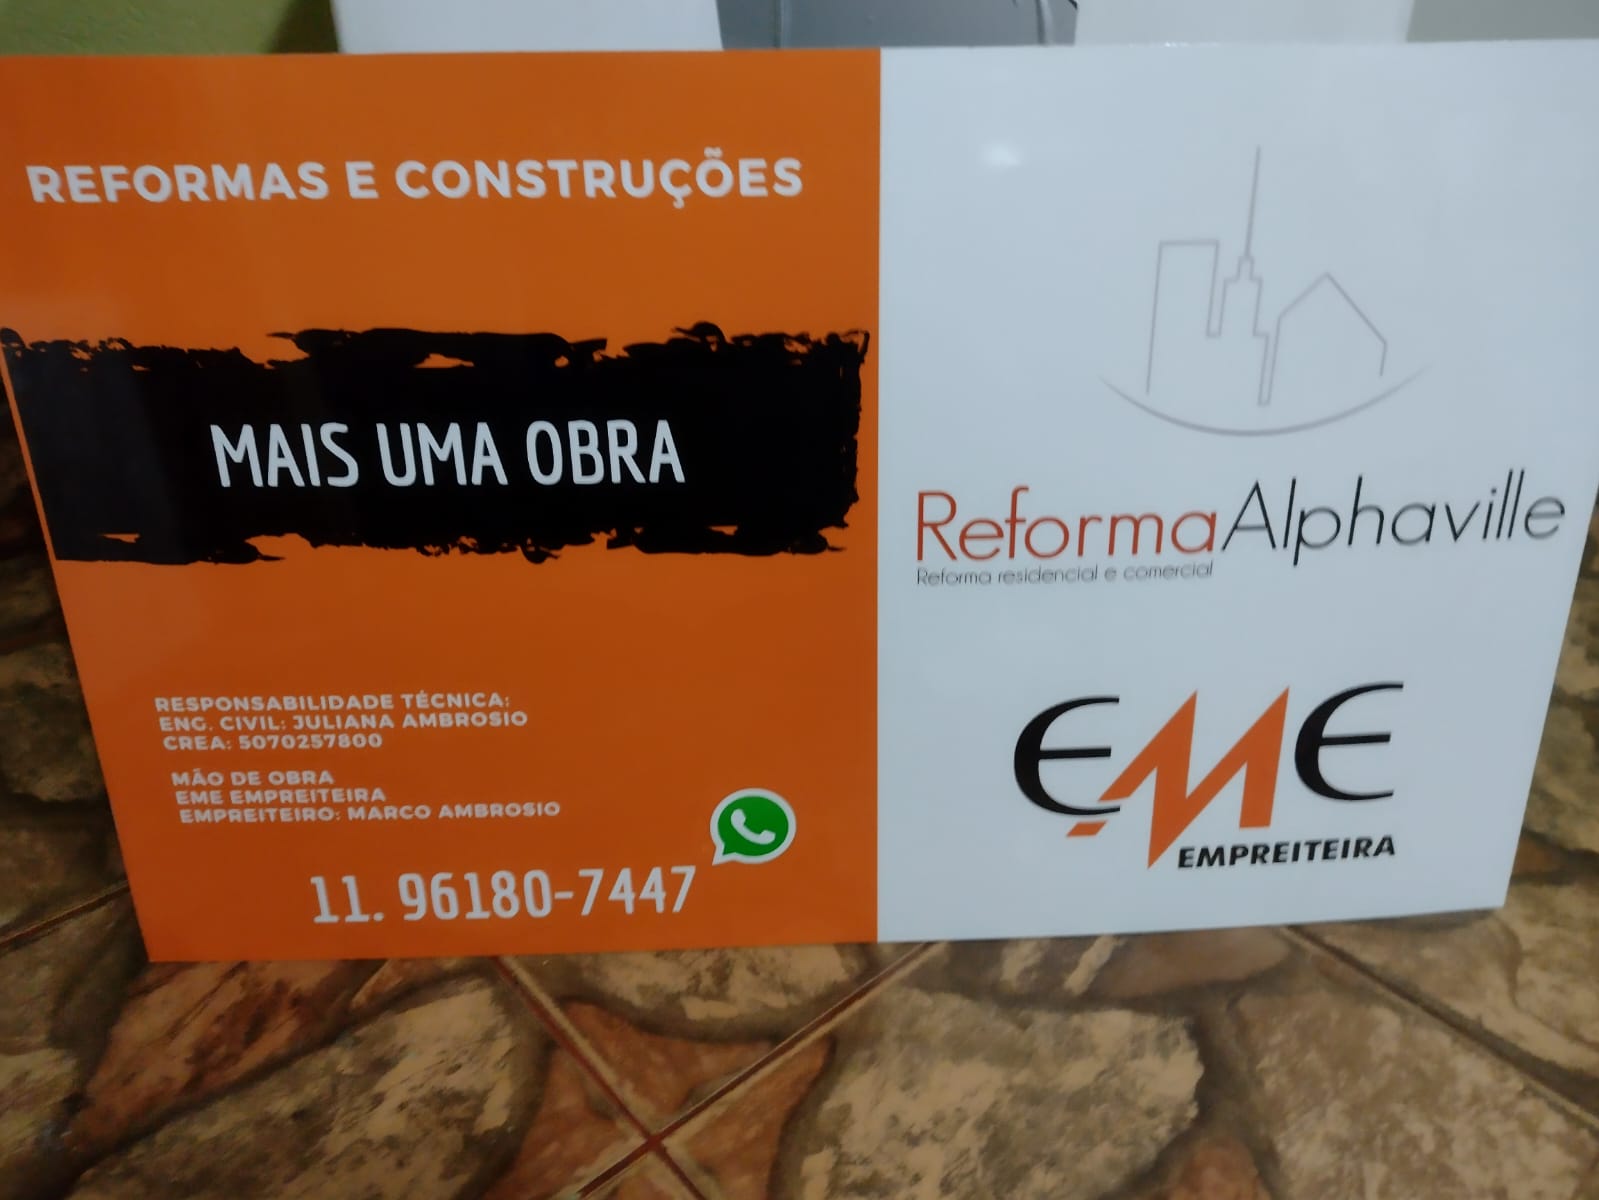 REFORMAS E CONSTRUÇÕES
MAIS UMA OBRA
RESPONSABILIDADE TÉCNICA:
ENG. CIVIL: JULIANA AMBROSIO
CREA: 5070257800
MÃO DE OBRA
EME EMPREITEIRA
EMPREITEIRO: MARCO AMBROSIO
11. 96180-7447
ReformaAlphaville
Reforma residencial e comercial
EME
EMPREITEIRA